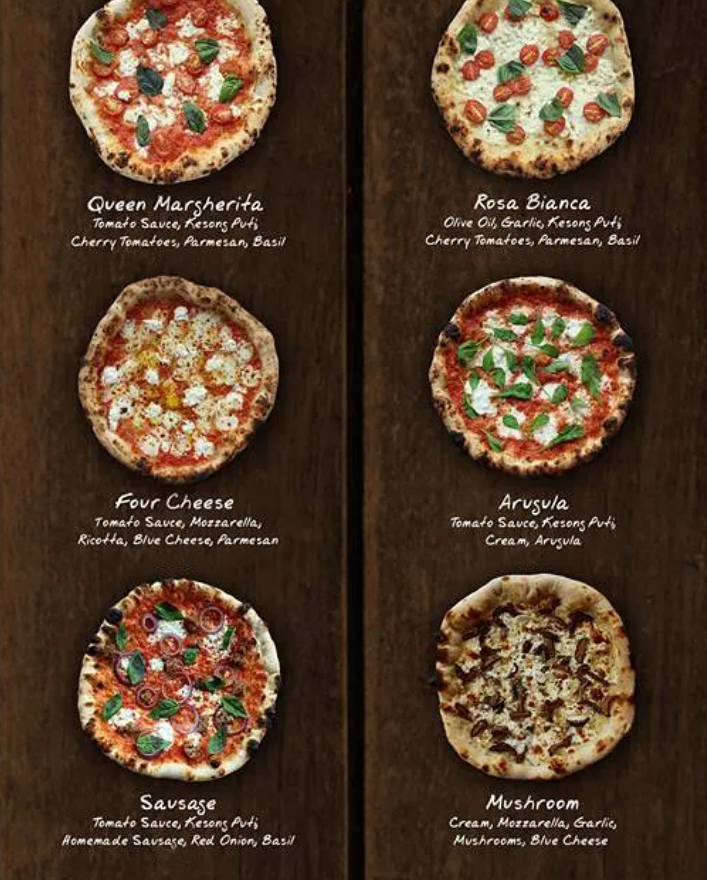 Queen Margherita
Tomato Sauce, Kesong Puti,
Cherry Tomatoes, Parmesan, Basil
Rosa Bianca
Olive Oil, Garlic, Kesong Puti,
Cherry Tomatoes, Parmesan, Basil
Four Cheese
Tomato Sauce, Mozzarella,
Ricotta, Blue Cheese, Parmesan
Arugula
Tomato Sauce, Kesong Puti,
Cream, Arugula
Sausage
Tomato Sauce, Kesong Puti,
Homemade Sausage, Red Onion, Basil
Mushroom
Cream, Mozzarella, Garlic,
Mushrooms, Blue Cheese